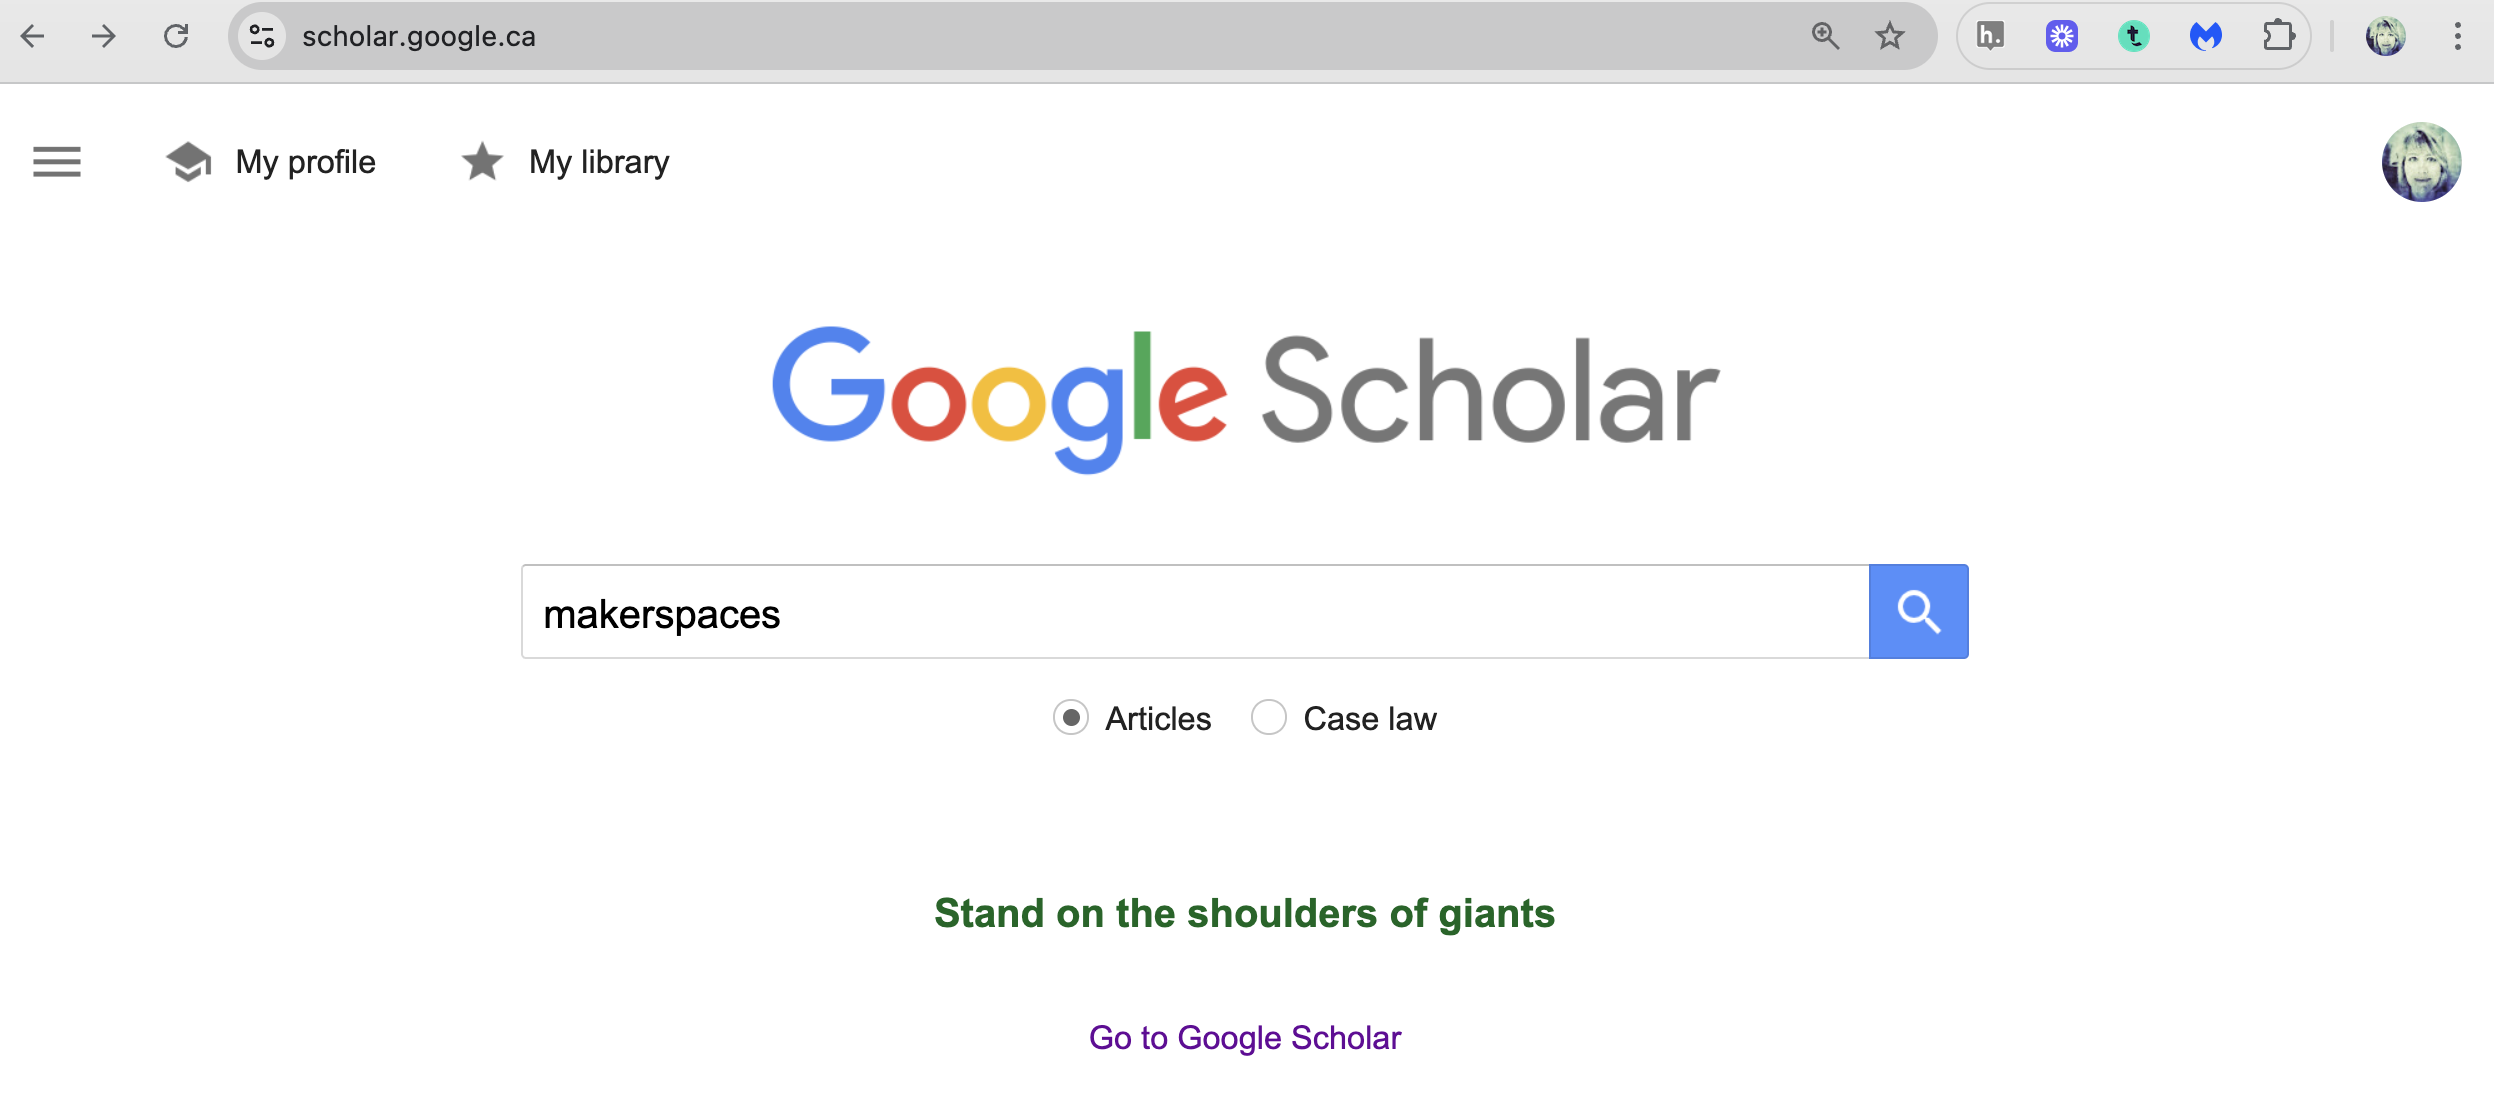 scholar.google.ca
h.
t
My profile
My library
Google Scholar
makerspaces
Articles
Case law
Stand on the shoulders of giants
Go to Google Scholar